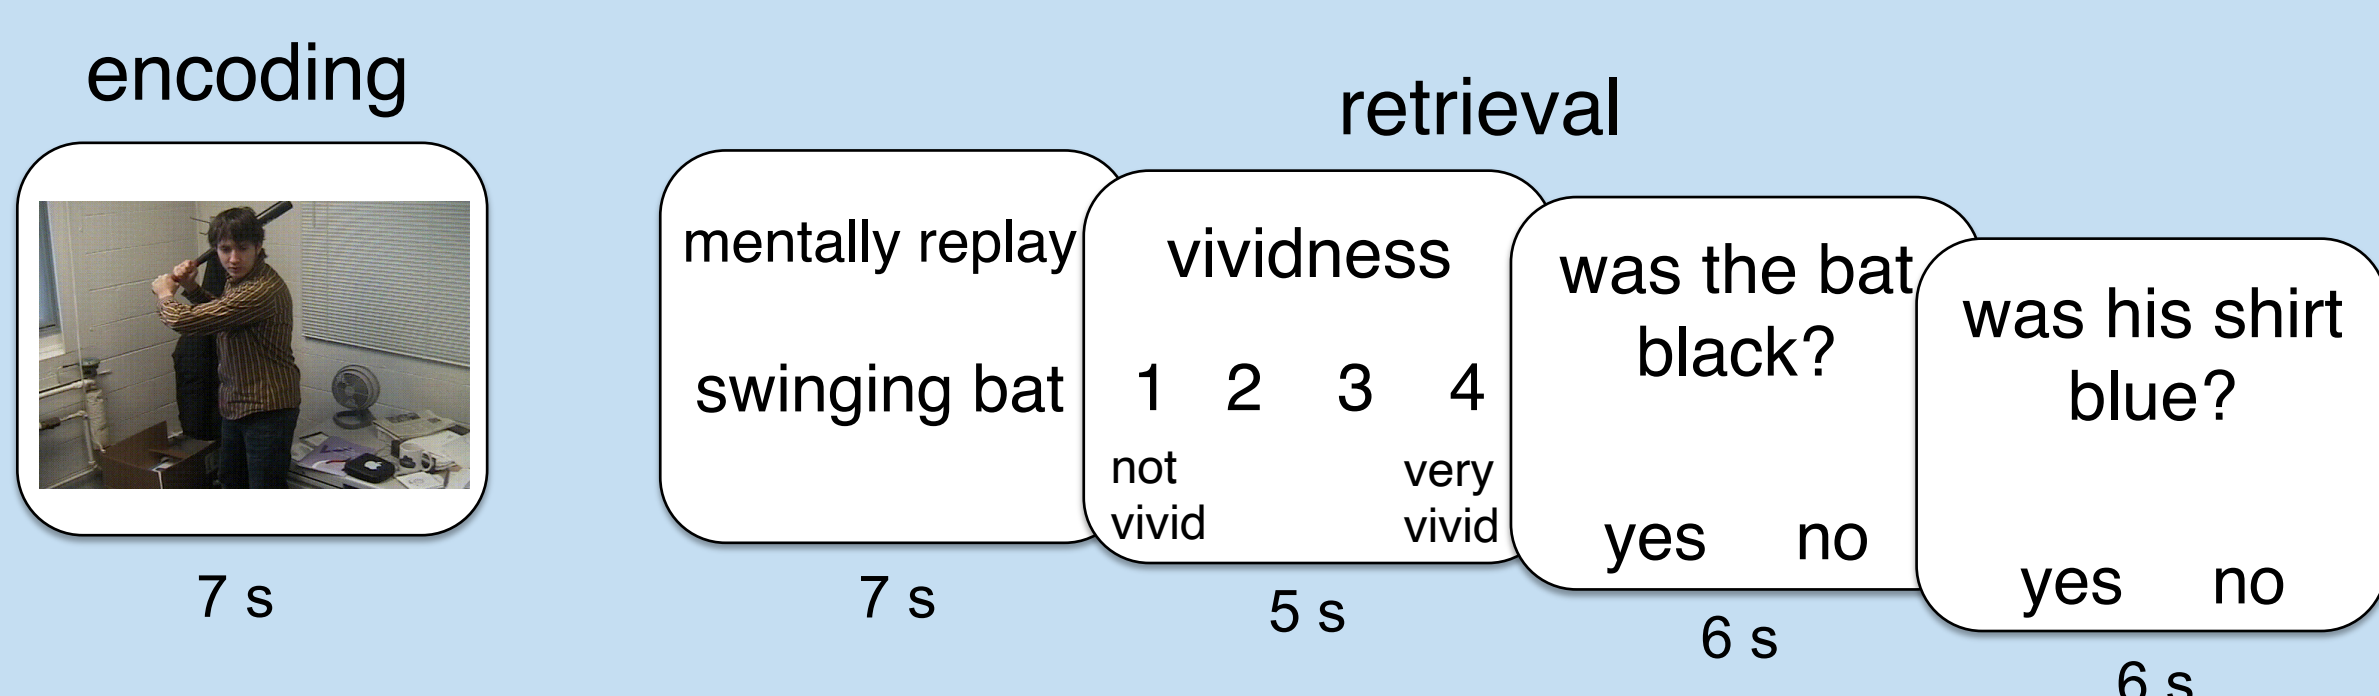 encoding
7 s
retrieval
mentally replay
swinging bat
7 s
vividness
1 2 3 4
not very
vivid vivid
5 s
was the bat
black?
yes no
6 s
was his shirt
blue?
yes no
6 s